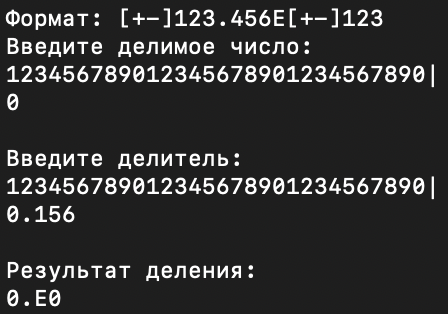 Формат: [+-]123.456E[+-]123
Введите делимое число:
123456789012345678901234567890|
0
Введите делитель:
123456789012345678901234567890|
0.156
Результат деления:
0.E0